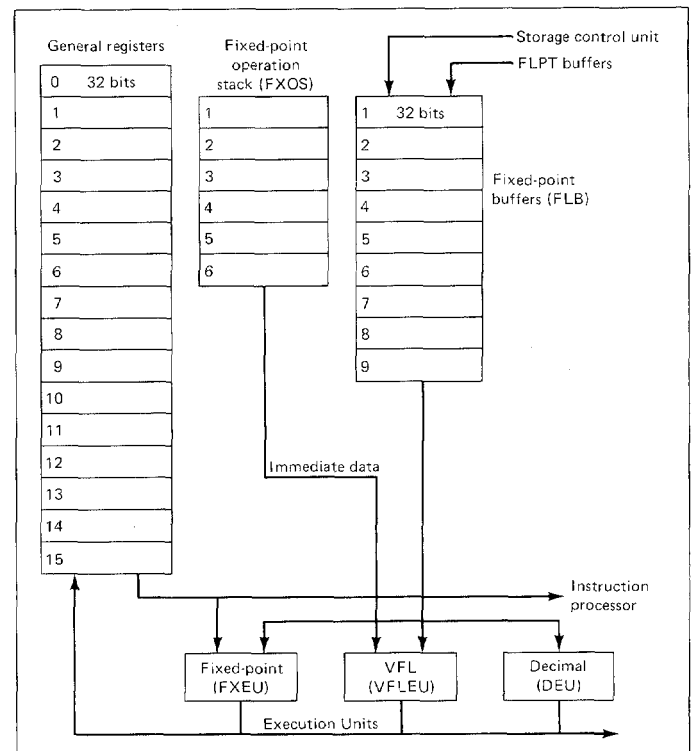 General registers
0 32 bits
1
2
3
4
5
6
7
8
9
10
11
12
13
14
15
Fixed-point
operation
stack (FXOS)
1
2
3
4
5
6
Storage control unit
FLPT buffers
1 32 bits
2
3
4
5
6
7
8
9
Fixed-point
buffers (FLB)
Immediate data
Instruction
processor
Fixed-point
(FXEU)
VFL
(VFLEU)
Decimal
(DEU)
Execution Units